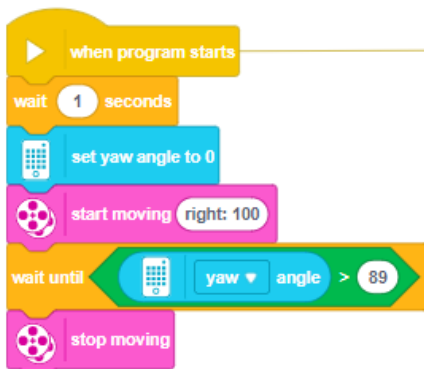 when program starts
wait 1 seconds
set yaw angle to 0
start moving right: 100
wait until yaw angle > 89
stop moving